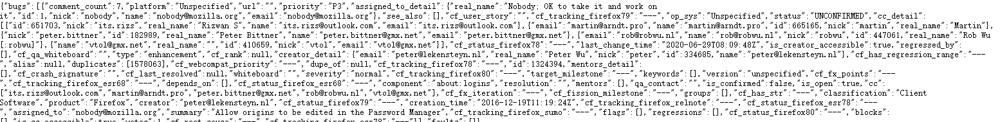 {"bugs":[{"comment_count":7,"platform":"Unspecified","url":"","priority":"P3","assigned_to_detail":{"real_name":"Nobody; OK to take it and work on
it","id":1,"nick":"nobody","name":"nobody@mozilla.org","email":"nobody@mozilla.org"},"see_also":[],"cf_user_story":"","cf_tracking_firefox79":"---","op_sys":"Unspecified","status":"UNCONFIRMED","cc_detail":
[{"id":651031,"nick":"its.rizs","real_name":"Rizwan S","name":"its.rizs@outlook.com","email":"its.rizs@outlook.com"},{"email":"martin@arndt.pro","name":"martin@arndt.pro","id":665165,"nick":"martin","real_name":"Martin"},
{"nick":"peter.bittner","id":182989,"real_name":"Peter Bittner","name":"peter.bittner@gmx.net","email":"peter.bittner@gmx.net"},{"email":"rob@robwu.nl","name":"rob@robwu.nl","nick":"robwu","id":447061,"real_name":"Rob Wu
[:robwu]"},{"name":"vtol@gmx.net","real_name":"","id":410659,"nick":"vtol","email":"vtol@gmx.net"}],"cf_status_firefox78":"---","last_change_time":"2020-06-29T08:09:48Z","is_creator_accessible":true,"regressed_by":
[],"cf_qa_whiteboard":"","type":"enhancement","cf_rank":null,"creator_detail":{"email":"peter@lekensteyn.nl","real_name":"Peter Wu","nick":"peter","id":334685,"name":"peter@lekensteyn.nl"},"cf_has_regression_range":"---
","alias":null,"duplicates":[1578063],"cf_webcompat_priority":"---","dupe_of":null,"cf_tracking_firefox78":"---","id":1324394,"mentors_detail":
[],"cf_crash_signature":"","cf_last_resolved":null,"whiteboard":"","severity":"normal","cf_tracking_firefox80":"---","target_milestone":"---","keywords":[],"version":"unspecified","cf_fx_points":"---
","cf_tracking_firefox_esr68":"---","depends_on":[],"cf_status_firefox_esr68":"---","component":"about:logins","resolution":"","mentors":[],"qa_contact":"","is_confirmed":false,"is_open":true,"cc":
["its.rizs@outlook.com","martin@arndt.pro","peter.bittner@gmx.net","rob@robwu.nl","vtol@gmx.net"],"cf_fx_iteration":"---","cf_fission_milestone":"---","groups":[],"cf_has_str":"---","classification":"Client
Software","product":"Firefox","creator":"peter@lekensteyn.nl","cf_status_firefox79":"---","creation_time":"2016-12-19T11:19:24Z","cf_tracking_firefox_relnote":"---","cf_status_firefox_esr78":"---
","assigned_to":"nobody@mozilla.org","summary":"Allow origins to be edited in the Password Manager","cf_tracking_firefox_sumo":"---","flags":[],"regressions":[],"cf_status_firefox80":"---","blocks":
[],"is_cc_accessible":true,"votes":1,"cf_root_cause":"---","cf_tracking_firefox_esr78":"---"}],"faults":[]}